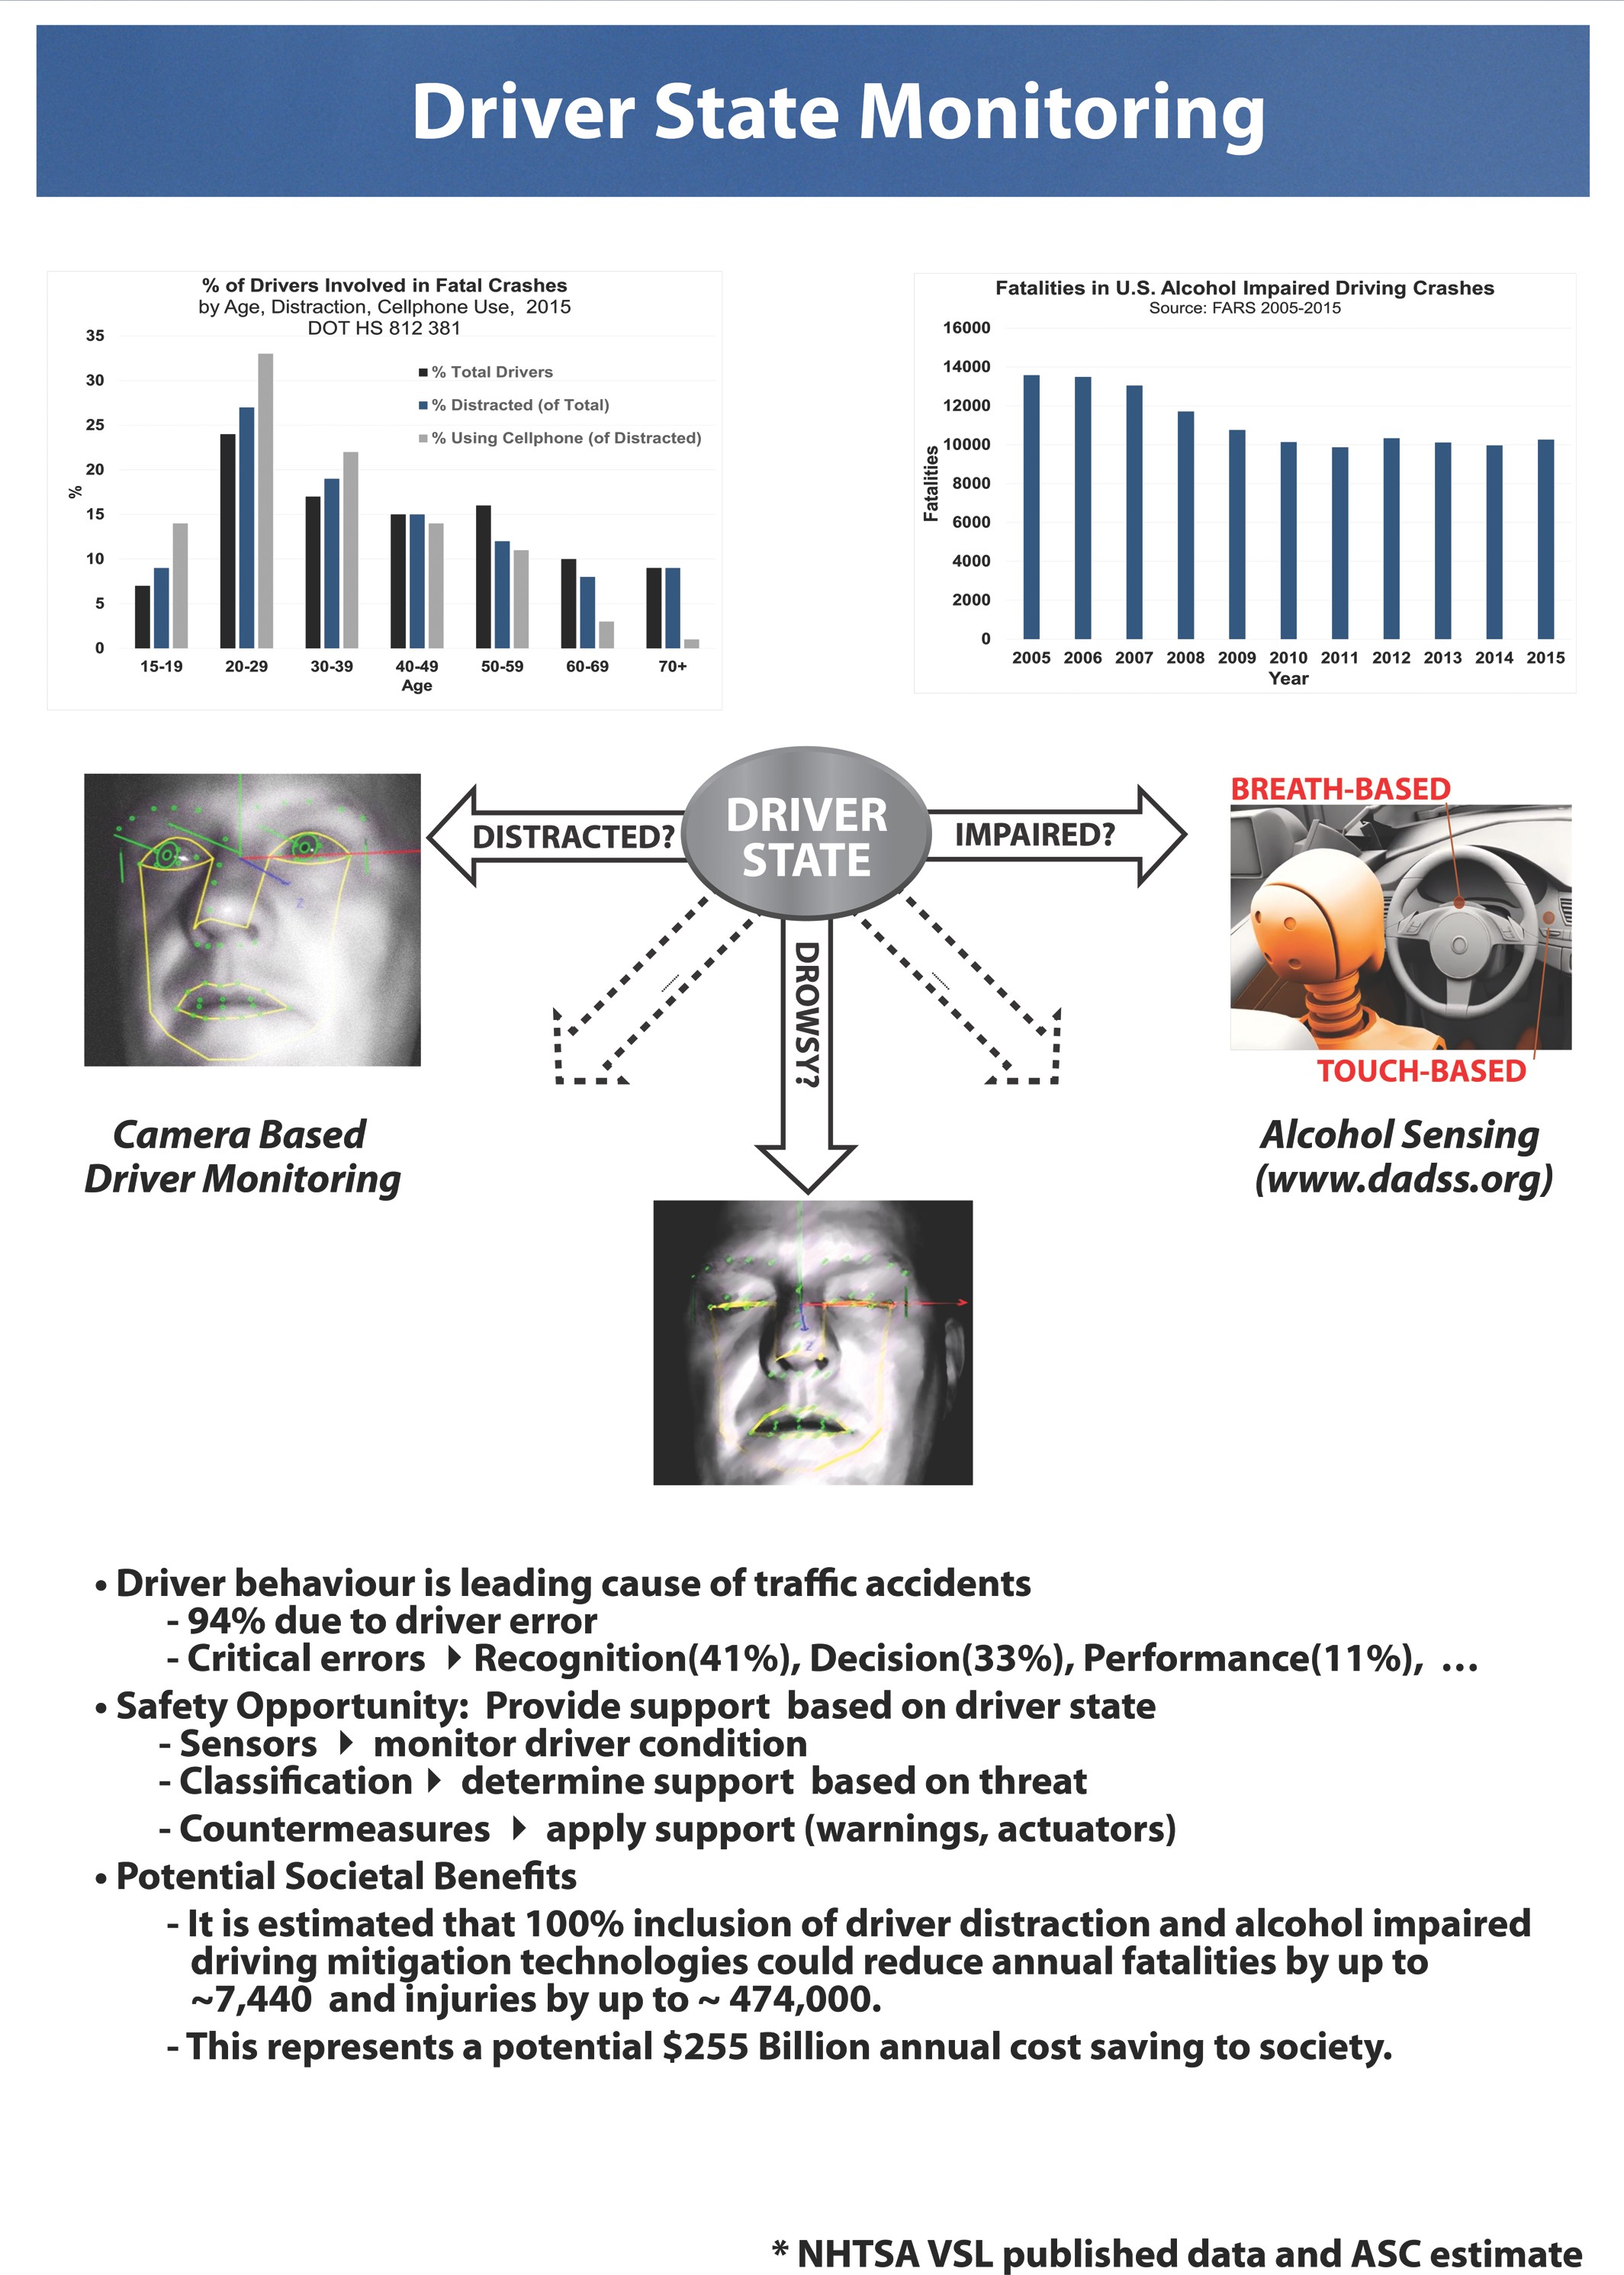 Driver State Monitoring
% of Drivers Involved in Fatal Crashes
by Age, Distraction, Cellphone Use, 2015
DOT HS 812 381
35
30
25
20
15
10
5
0
%
% Total Drivers
% Distracted (of Total)
% Using Cellphone (of Distracted)
15-19 20-29 30-39 40-49 50-59 60-69 70+
Age
Fatalities in U.S. Alcohol Impaired Driving Crashes
Source: FARS 2005-2015
16000
14000
12000
10000
8000
6000
4000
2000
0
Fatalities
2005 2006 2007 2008 2009 2010 2011 2012 2013 2014 2015
Year
DRIVER
STATE
DISTRACTED?
IMPAIRED?
DROWSY?
z
Camera Based
Driver Monitoring
BREATH-BASED
TOUCH-BASED
Alcohol Sensing
(www.dadss.org)
z
• Driver behaviour is leading cause of traffic accidents
- 94% due to driver error
- Critical errors ▸ Recognition(41%), Decision(33%), Performance(11%), ...
• Safety Opportunity: Provide support based on driver state
- Sensors ▸ monitor driver condition
- Classification ▸ determine support based on threat
- Countermeasures ▸ apply support (warnings, actuators)
• Potential Societal Benefits
- It is estimated that 100% inclusion of driver distraction and alcohol impaired
driving mitigation technologies could reduce annual fatalities by up to
~7,440 and injuries by up to ~ 474,000.
- This represents a potential $255 Billion annual cost saving to society.
* NHTSA VSL published data and ASC estimate